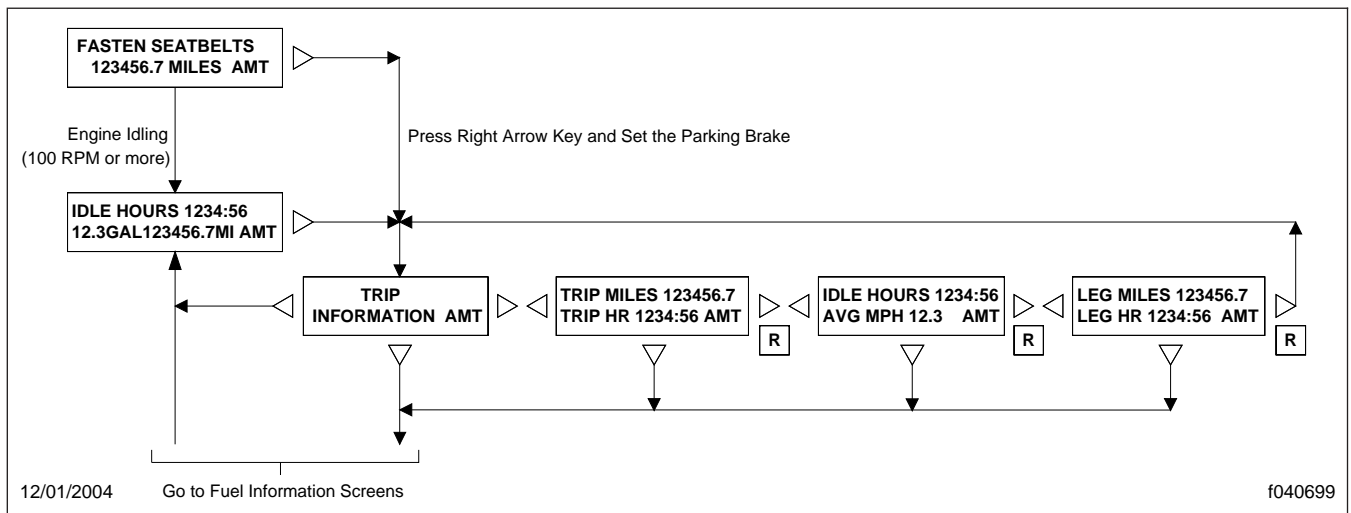 FASTEN SEATBELTS
123456.7 MILES AMT
Engine Idling
(100 RPM or more)
Press Right Arrow Key and Set the Parking Brake
IDLE HOURS 1234:56
12.3GAL123456.7MI AMT
TRIP
INFORMATION AMT
TRIP MILES 123456.7
TRIP HR 1234:56 AMT
R
IDLE HOURS 1234:56
AVG MPH 12.3 AMT
R
LEG MILES 123456.7
LEG HR 1234:56 AMT
R
12/01/2004
Go to Fuel Information Screens
f040699